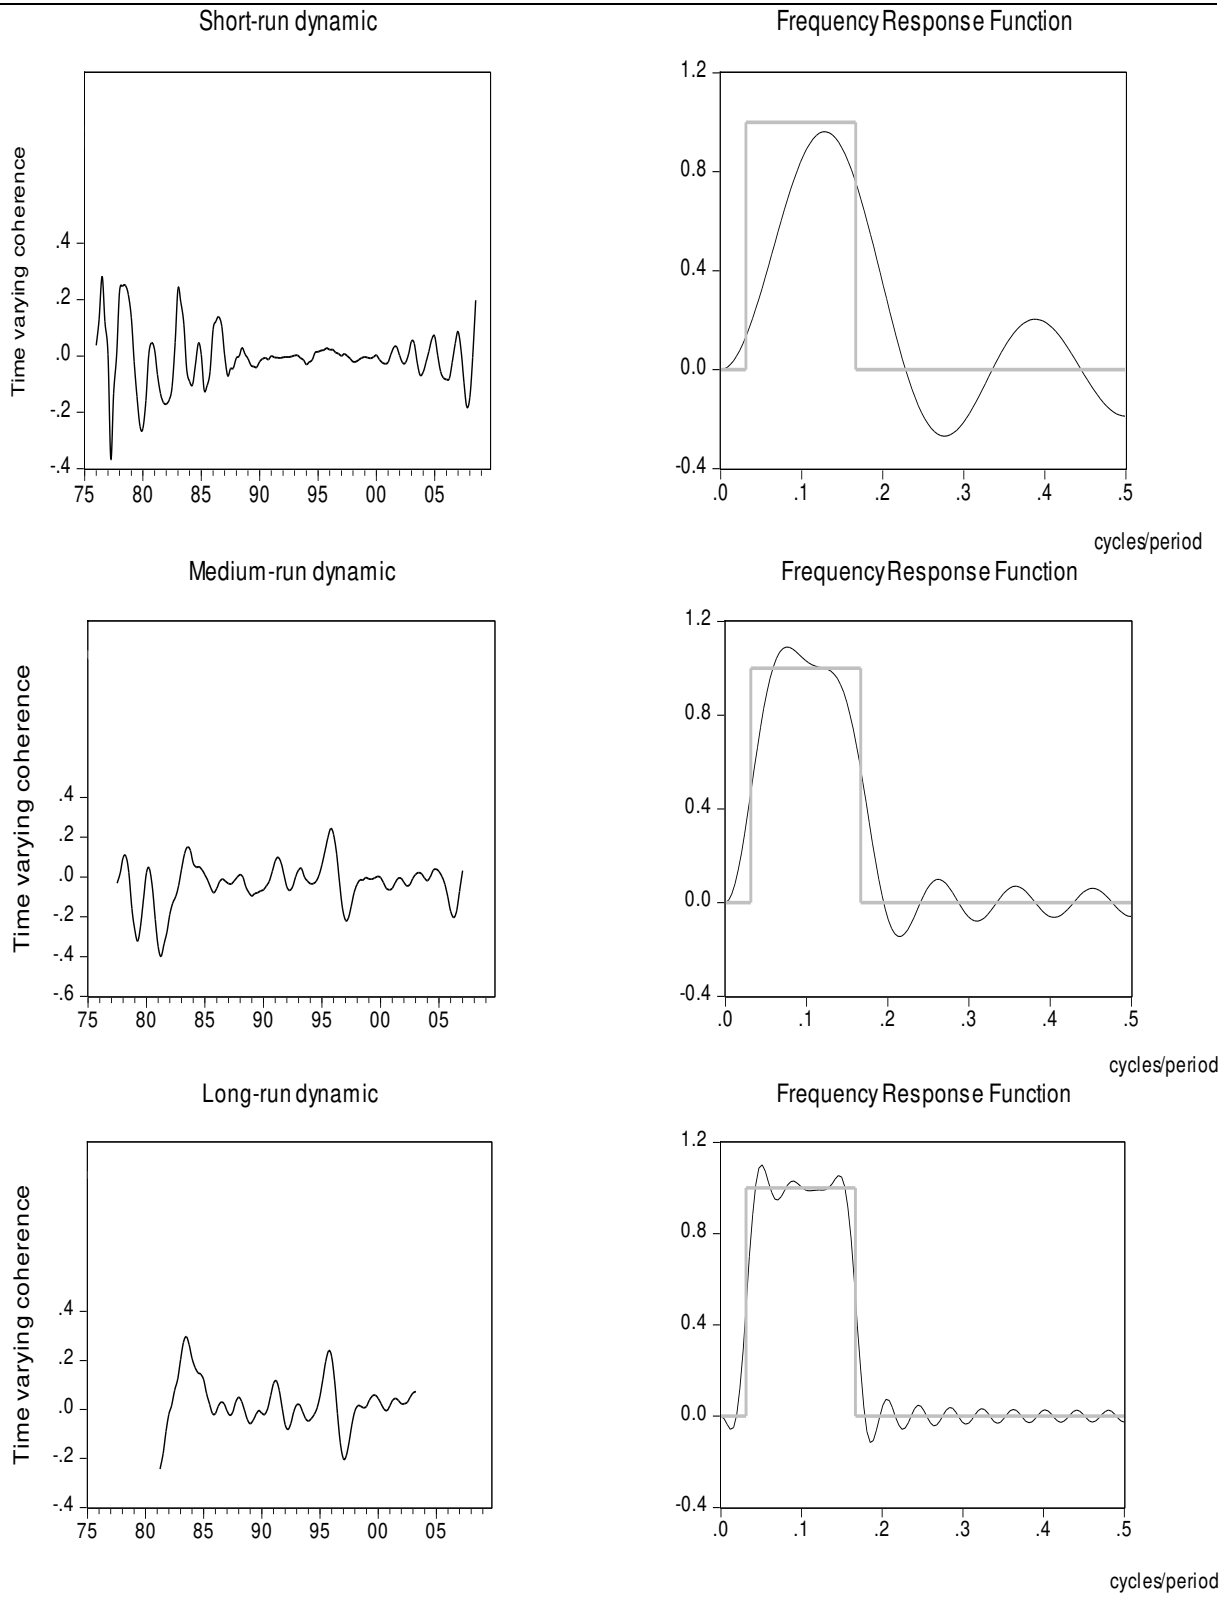 Short-run dynamic
Frequency Response Function
Time varying coherence
.4
.2
.0
-.2
-.4
75 80 85 90 95 00 05
1.2
0.8
0.4
0.0
-0.4
.0 .1 .2 .3 .4 .5
cycles/period
Medium-run dynamic
Frequency Response Function
Time varying coherence
.4
.2
.0
-.2
-.4
-.6
75 80 85 90 95 00 05
1.2
0.8
0.4
0.0
-0.4
.0 .1 .2 .3 .4 .5
cycles/period
Long-run dynamic
Frequency Response Function
Time varying coherence
.4
.2
.0
-.2
-.4
75 80 85 90 95 00 05
1.2
0.8
0.4
0.0
-0.4
.0 .1 .2 .3 .4 .5
cycles/period